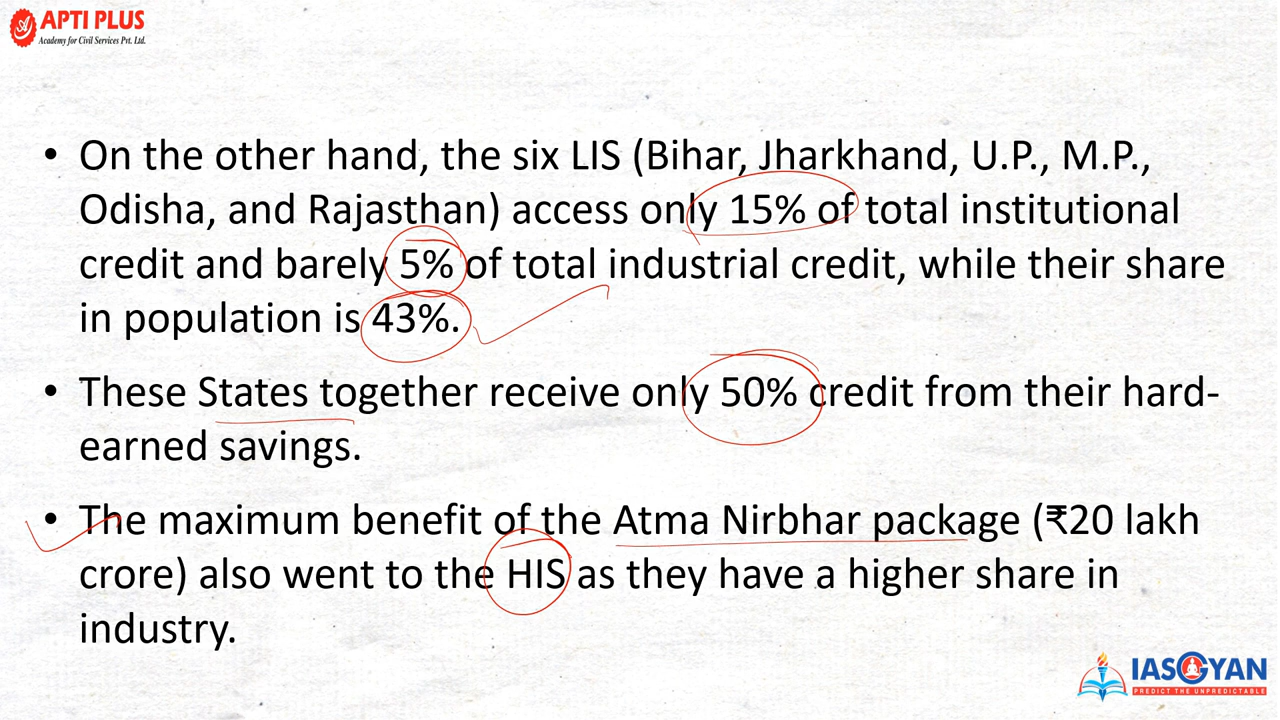 APTI PLUS
Academy for Civil Services Pvt. Ltd.
• On the other hand, the six LIS (Bihar, Jharkhand, U.P., M.P.,
Odisha, and Rajasthan) access only 15% of total institutional
credit and barely 5% of total industrial credit, while their share
in population is 43%.
• These States together receive only 50% credit from their hard-
earned savings.
• The maximum benefit of the Atma Nirbhar package (₹20 lakh
crore) also went to the HIS as they have a higher share in
industry.
IASGYAN
PREDICT THE UNPREDICTABLE